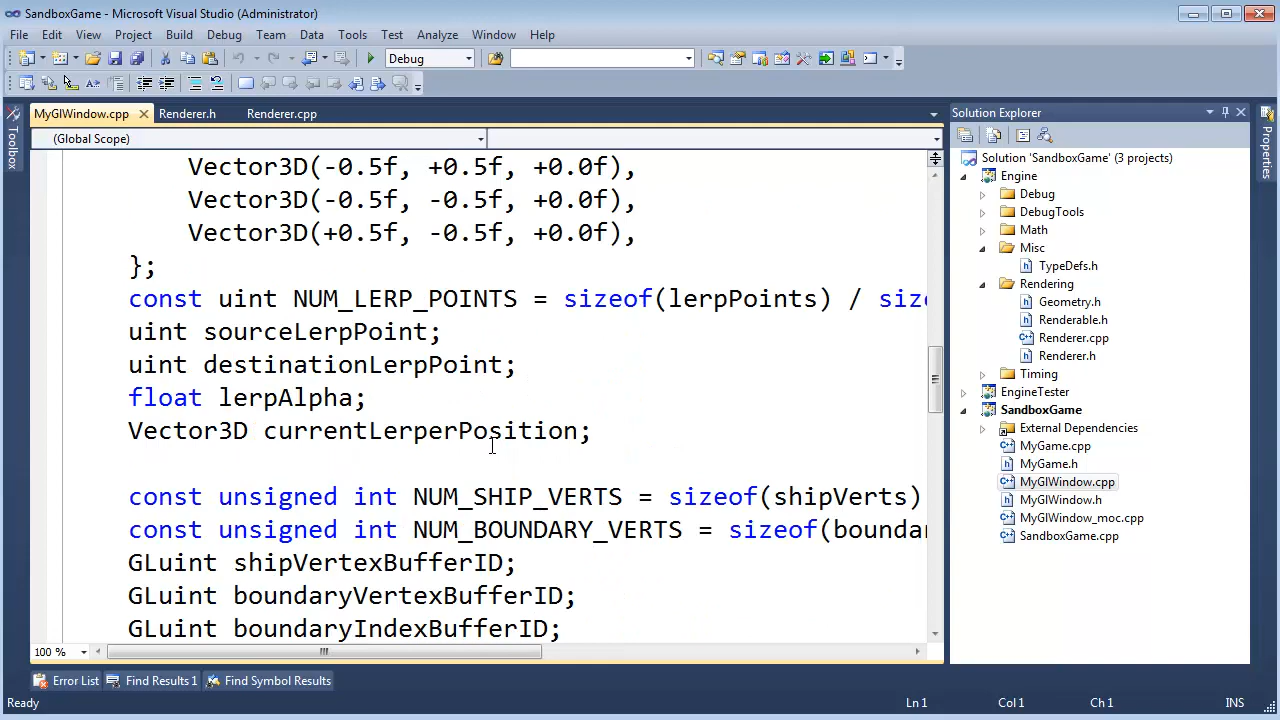 SandboxGame - Microsoft Visual Studio (Administrator)
File Edit View Project Build Debug Team Data Tools Test Analyze Window Help
Debug
MyGlWindow.cpp Renderer.h Renderer.cpp
(Global Scope)
Toolbox
Vector3D(-0.5f, +0.5f, +0.0f),
Vector3D(-0.5f, -0.5f, +0.0f),
Vector3D(+0.5f, -0.5f, +0.0f),
};
const uint NUM_LERP_POINTS = sizeof(lerpPoints) / size
uint sourceLerpPoint;
uint destinationLerpPoint;
float lerpAlpha;
Vector3D currentLerperPosition;
const unsigned int NUM_SHIP_VERTS = sizeof(shipVerts)
const unsigned int NUM_BOUNDARY_VERTS = sizeof(boundar
GLuint shipVertexBufferID;
GLuint boundaryVertexBufferID;
GLuint boundaryIndexBufferID;
100 %
Solution Explorer
Solution 'SandboxGame' (3 projects)
Engine
Debug
DebugTools
Math
Misc
TypeDefs.h
Rendering
Geometry.h
Renderable.h
Renderer.cpp
Renderer.h
Timing
EngineTester
SandboxGame
External Dependencies
MyGame.cpp
MyGame.h
MyGlWindow.cpp
MyGlWindow.h
MyGlWindow_moc.cpp
SandboxGame.cpp
Properties
Error List Find Results 1 Find Symbol Results
Ready Ln 1 Col 1 Ch 1 INS